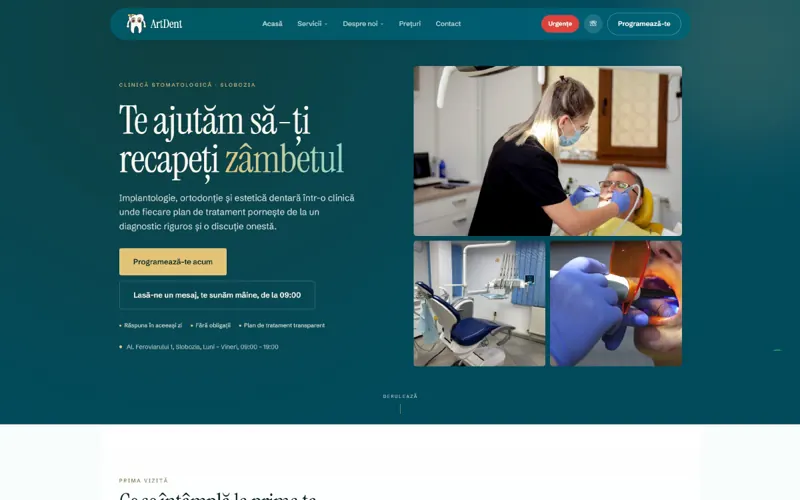 ArtDent
Acasă
Servicii
Despre noi
Prețuri
Contact
Urgențe
Programează-te
CLINICĂ STOMATOLOGICĂ · SLOBOZIA
Te ajutăm să-ți
recapeți zâmbetul
Implantologie, ortodonție și estetică dentară într-o clinică
unde fiecare plan de tratament pornește de la un
diagnostic riguros și o discuție onestă.
Programează-te acum
Lasă-ne un mesaj, te sunăm mâine, de la 09:00
Răspuns în aceeași zi
Fără obligații
Plan de tratament transparent
Al. Feroviarului 1, Slobozia, Luni – Vineri, 09:00 – 19:00
DERULEAZĂ
PRIMA VIZITĂ